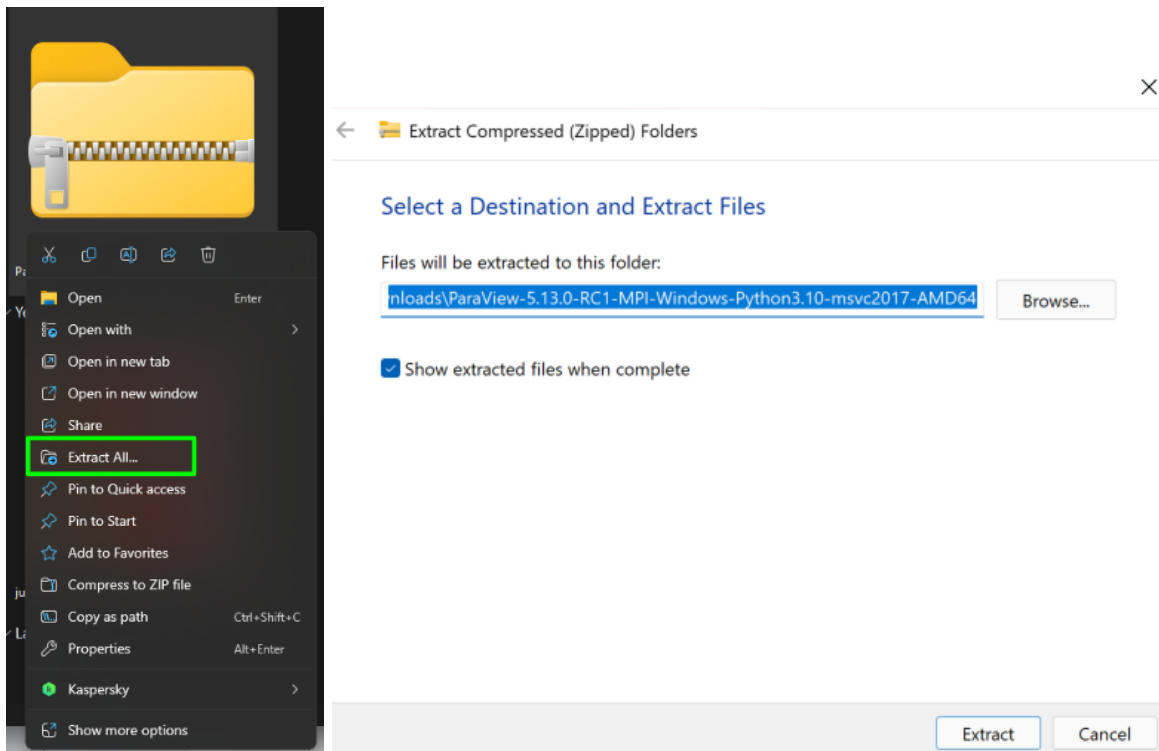 Pa
Open Enter
Ye
Open with
Open in new tab
Open in new window
Share
Extract All...
Pin to Quick access
Pin to Start
Add to Favorites
Compress to ZIP file
ju
Copy as path Ctrl+Shift+C
La
Properties Alt+Enter
Kaspersky
Show more options
Extract Compressed (Zipped) Folders
Select a Destination and Extract Files
Files will be extracted to this folder:
nloads\ParaView-5.13.0-RC1-MPI-Windows-Python3.10-msvc2017-AMD64
Browse...
Show extracted files when complete
Extract Cancel